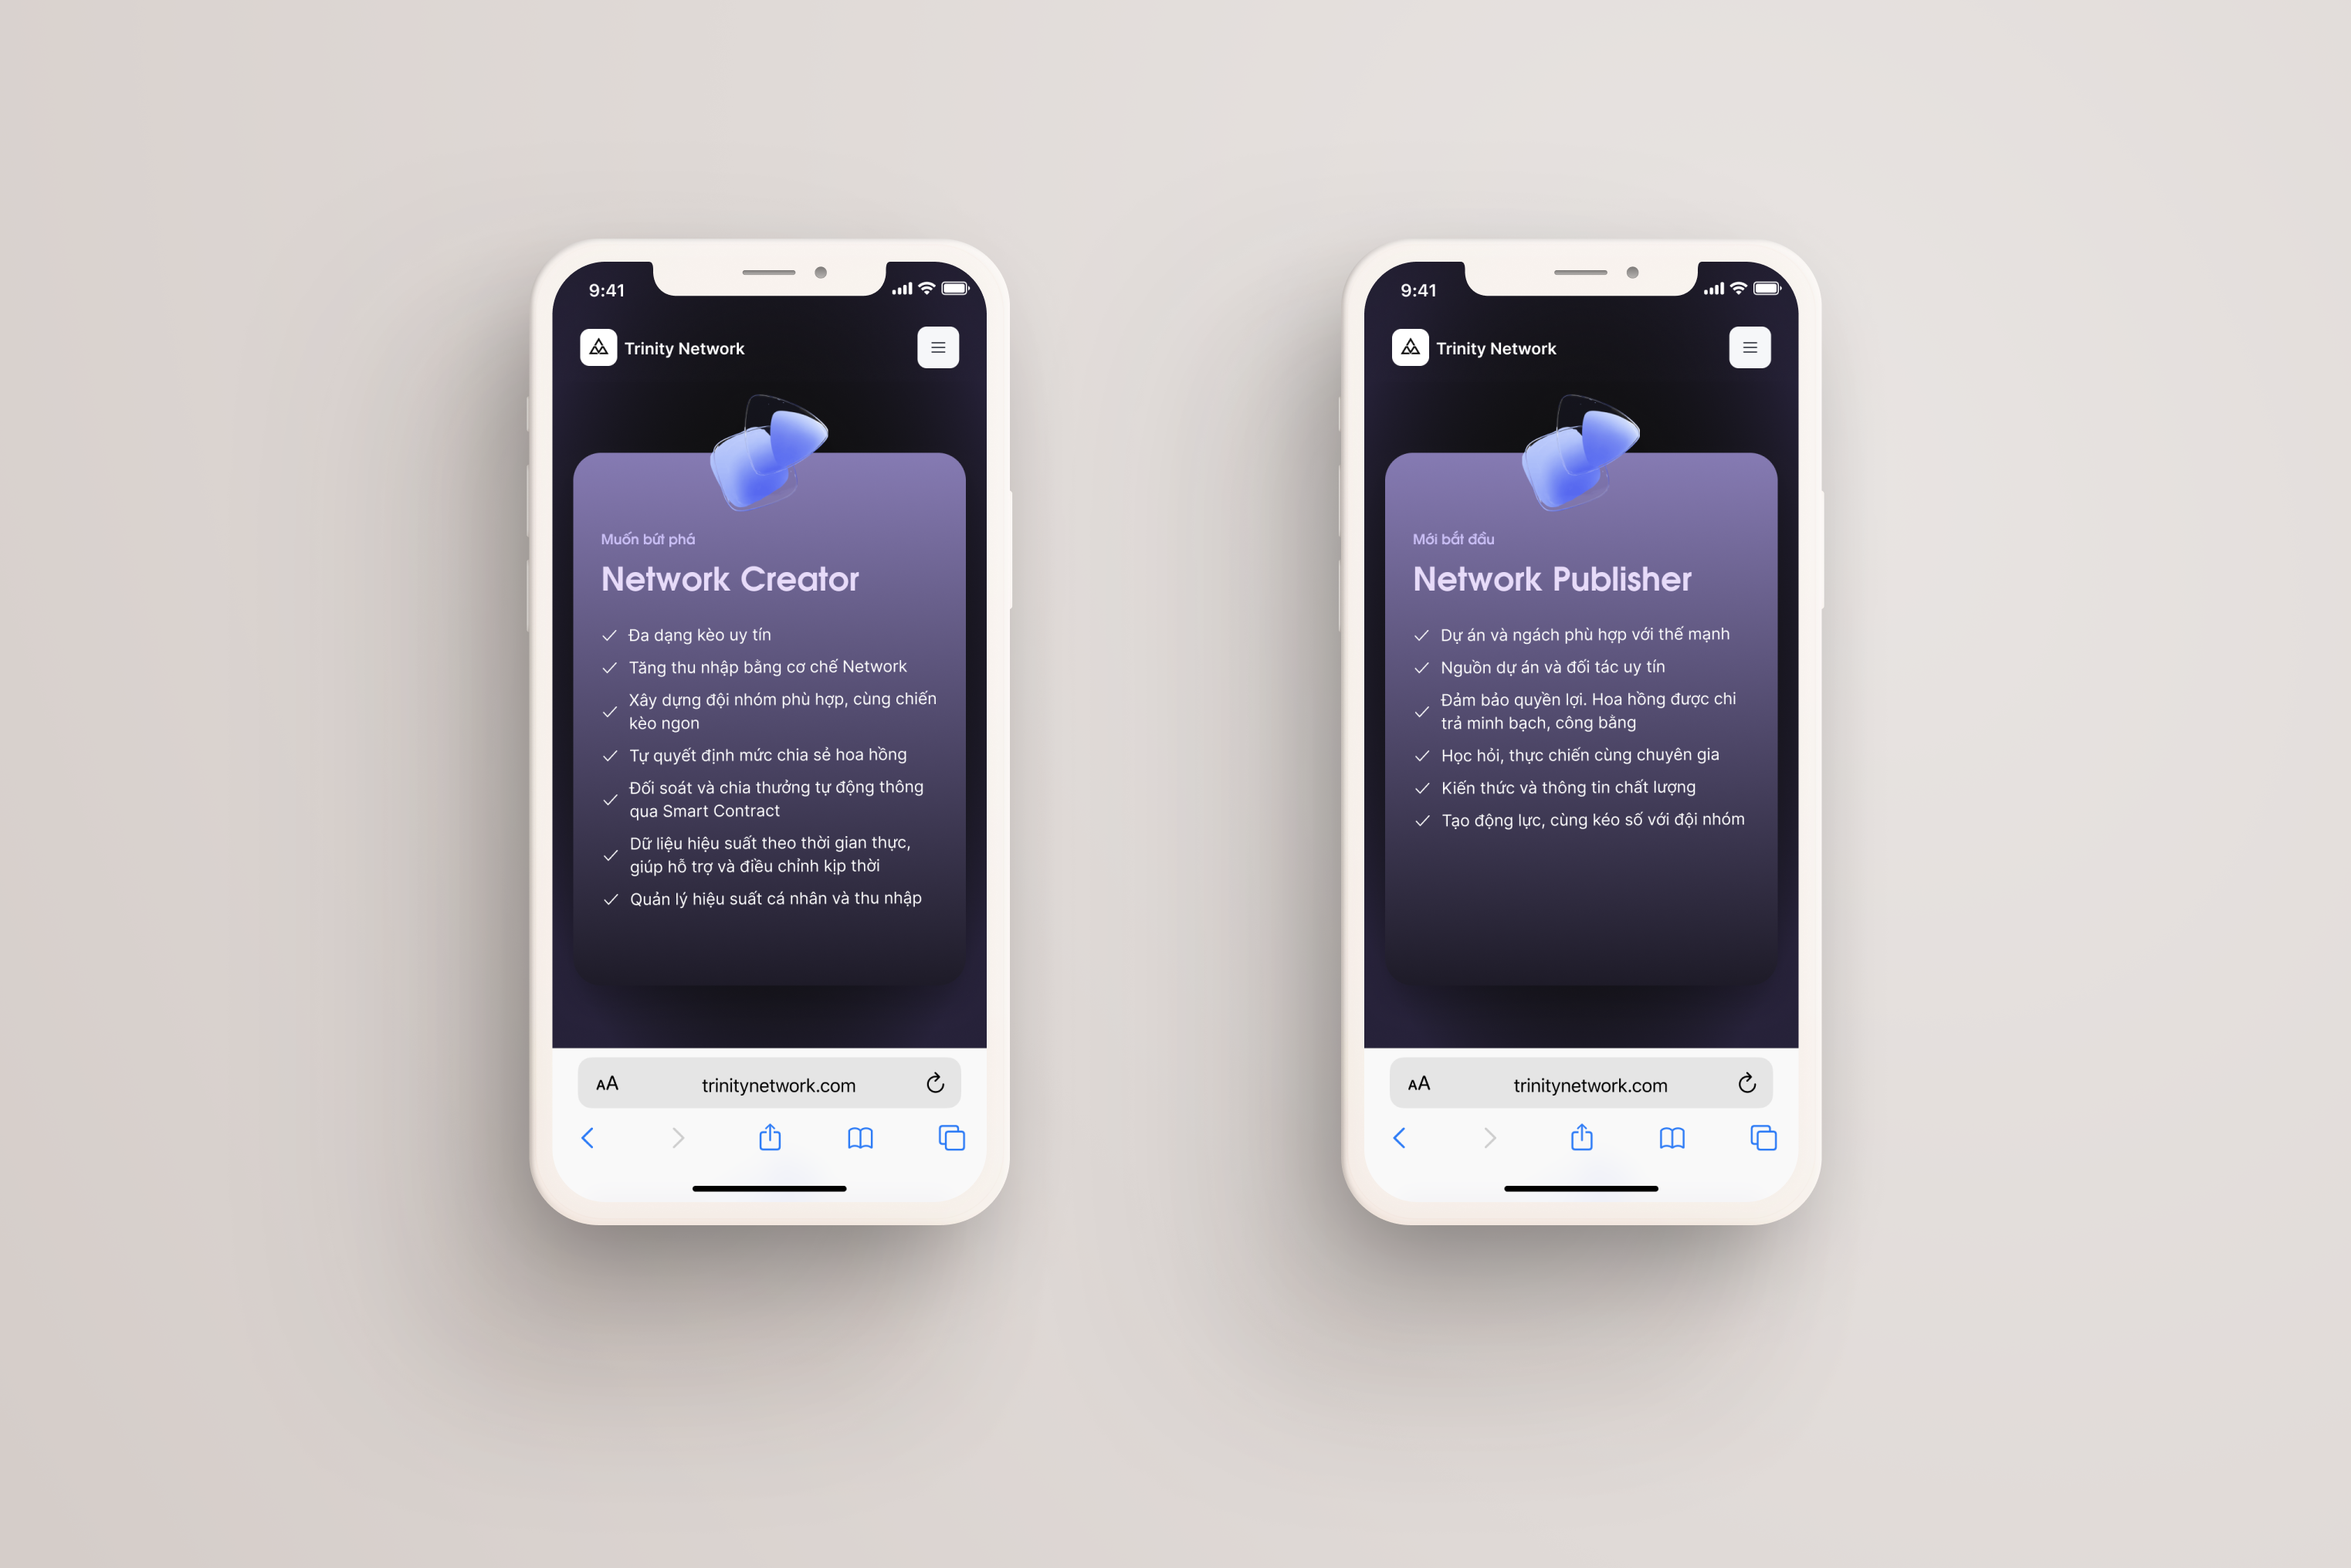 9:41
Trinity Network
Muốn bứt phá
Network Creator
Đa dạng kèo uy tín
Tăng thu nhập bằng cơ chế Network
Xây dựng đội nhóm phù hợp, cùng chiến
kèo ngon
Tự quyết định mức chia sẻ hoa hồng
Đối soát và chia thưởng tự động thông
qua Smart Contract
Dữ liệu hiệu suất theo thời gian thực,
giúp hỗ trợ và điều chỉnh kịp thời
Quản lý hiệu suất cá nhân và thu nhập
AA trinitynetwork.com
9:41
Trinity Network
Mới bắt đầu
Network Publisher
Dự án và ngách phù hợp với thế mạnh
Nguồn dự án và đối tác uy tín
Đảm bảo quyền lợi. Hoa hồng được chi
trả minh bạch, công bằng
Học hỏi, thực chiến cùng chuyên gia
Kiến thức và thông tin chất lượng
Tạo động lực, cùng kéo số với đội nhóm
AA trinitynetwork.com